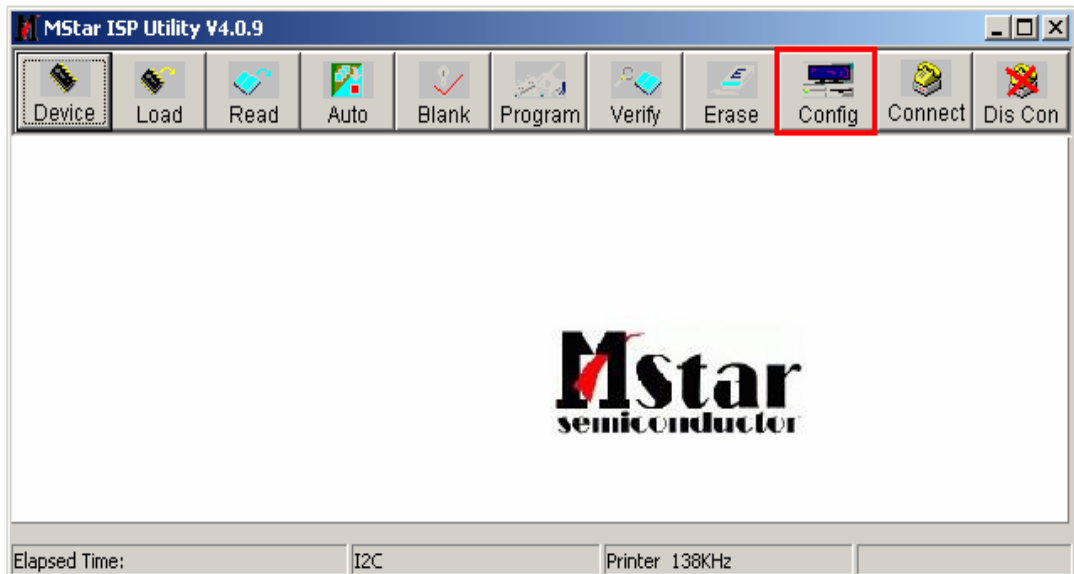 MStar ISP Utility V4.0.9
Device Load Read Auto Blank Program Verify Erase Config Connect Dis Con
Mstar
semiconductor
Elapsed Time: I2C Printer 138KHz